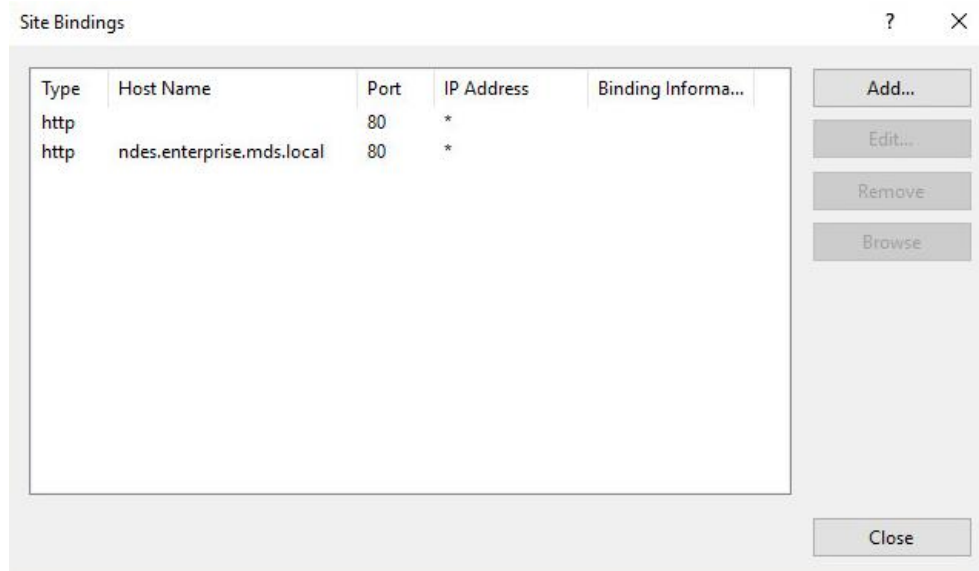 Site Bindings ? ✕
Type Host Name Port IP Address Binding Informa... Add...
http 80 *
http ndes.enterprise.mds.local 80 * Edit...
Remove
Browse
Close